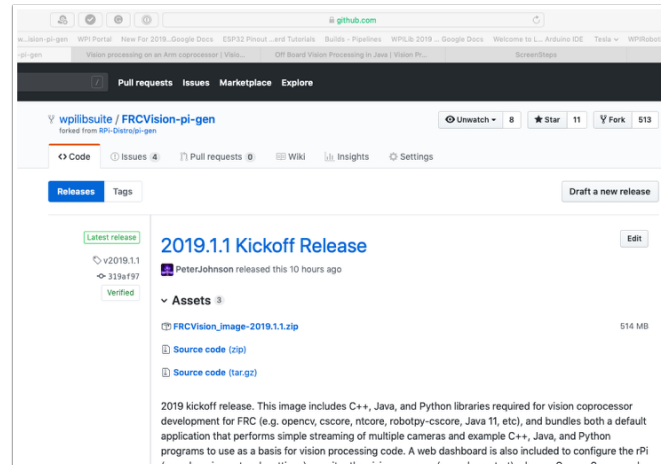 github.com
-pi-gen WPI Portal New For 2019...Google Docs ESP32 Pinout ...ard Tutorials Builds - Pipelines WPILib 2019 ... Google Docs Welcome to L... Arduino IDE Tesla WPIRobot
-pi-gen Vision processing on an Arm coprocessor | Visio... Off Board Vision Processing in Java | Vision Pr... ScreenSteps
/ Pull requests Issues Marketplace Explore
wpilibsuite / FRCVision-pi-gen Unwatch 8 Star 11 Fork 513
forked from RPi-Distro/pi-gen
Code Issues 4 Pull requests 0 Wiki Insights Settings
Releases Tags Draft a new release
Latest release 2019.1.1 Kickoff Release Edit
v2019.1.1
PeterJohnson released this 10 hours ago
319af97
Verified
Assets 3
FRCVision_image-2019.1.1.zip 514 MB
Source code (zip)
Source code (tar.gz)
2019 kickoff release. This image includes C++, Java, and Python libraries required for vision coprocessor
development for FRC (e.g. opencv, cscore, ntcore, robotpy-cscore, Java 11, etc), and bundles both a default
application that performs simple streaming of multiple cameras and example C++, Java, and Python
programs to use as a basis for vision processing code. A web dashboard is also included to configure the rPi